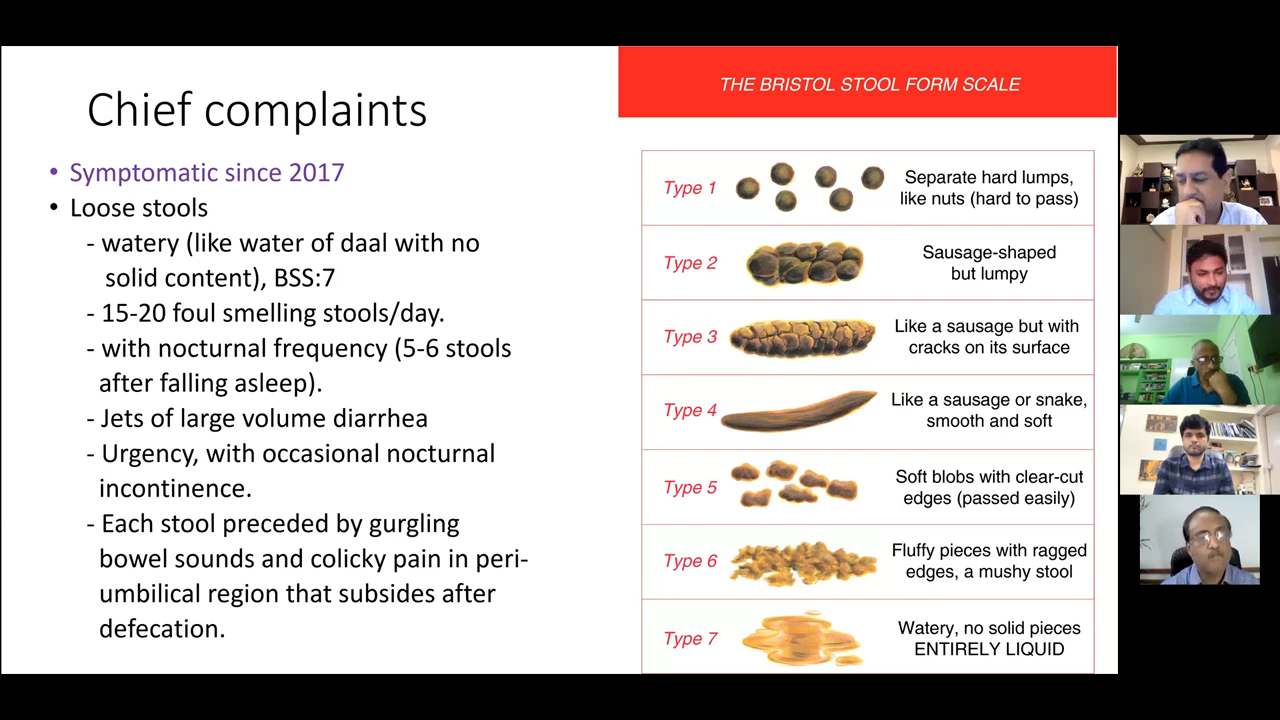 Chief complaints
• Symptomatic since 2017
• Loose stools
- watery (like water of daal with no
solid content), BSS:7
- 15-20 foul smelling stools/day.
- with nocturnal frequency (5-6 stools
after falling asleep).
- Jets of large volume diarrhea
- Urgency, with occasional nocturnal
incontinence.
- Each stool preceded by gurgling
bowel sounds and colicky pain in peri-
umbilical region that subsides after
defecation.
THE BRISTOL STOOL FORM SCALE
Type 1
Separate hard lumps,
like nuts (hard to pass)
Type 2
Sausage-shaped
but lumpy
Type 3
Like a sausage but with
cracks on its surface
Type 4
Like a sausage or snake,
smooth and soft
Type 5
Soft blobs with clear-cut
edges (passed easily)
Type 6
Fluffy pieces with ragged
edges, a mushy stool
Type 7
Watery, no solid pieces
ENTIRELY LIQUID